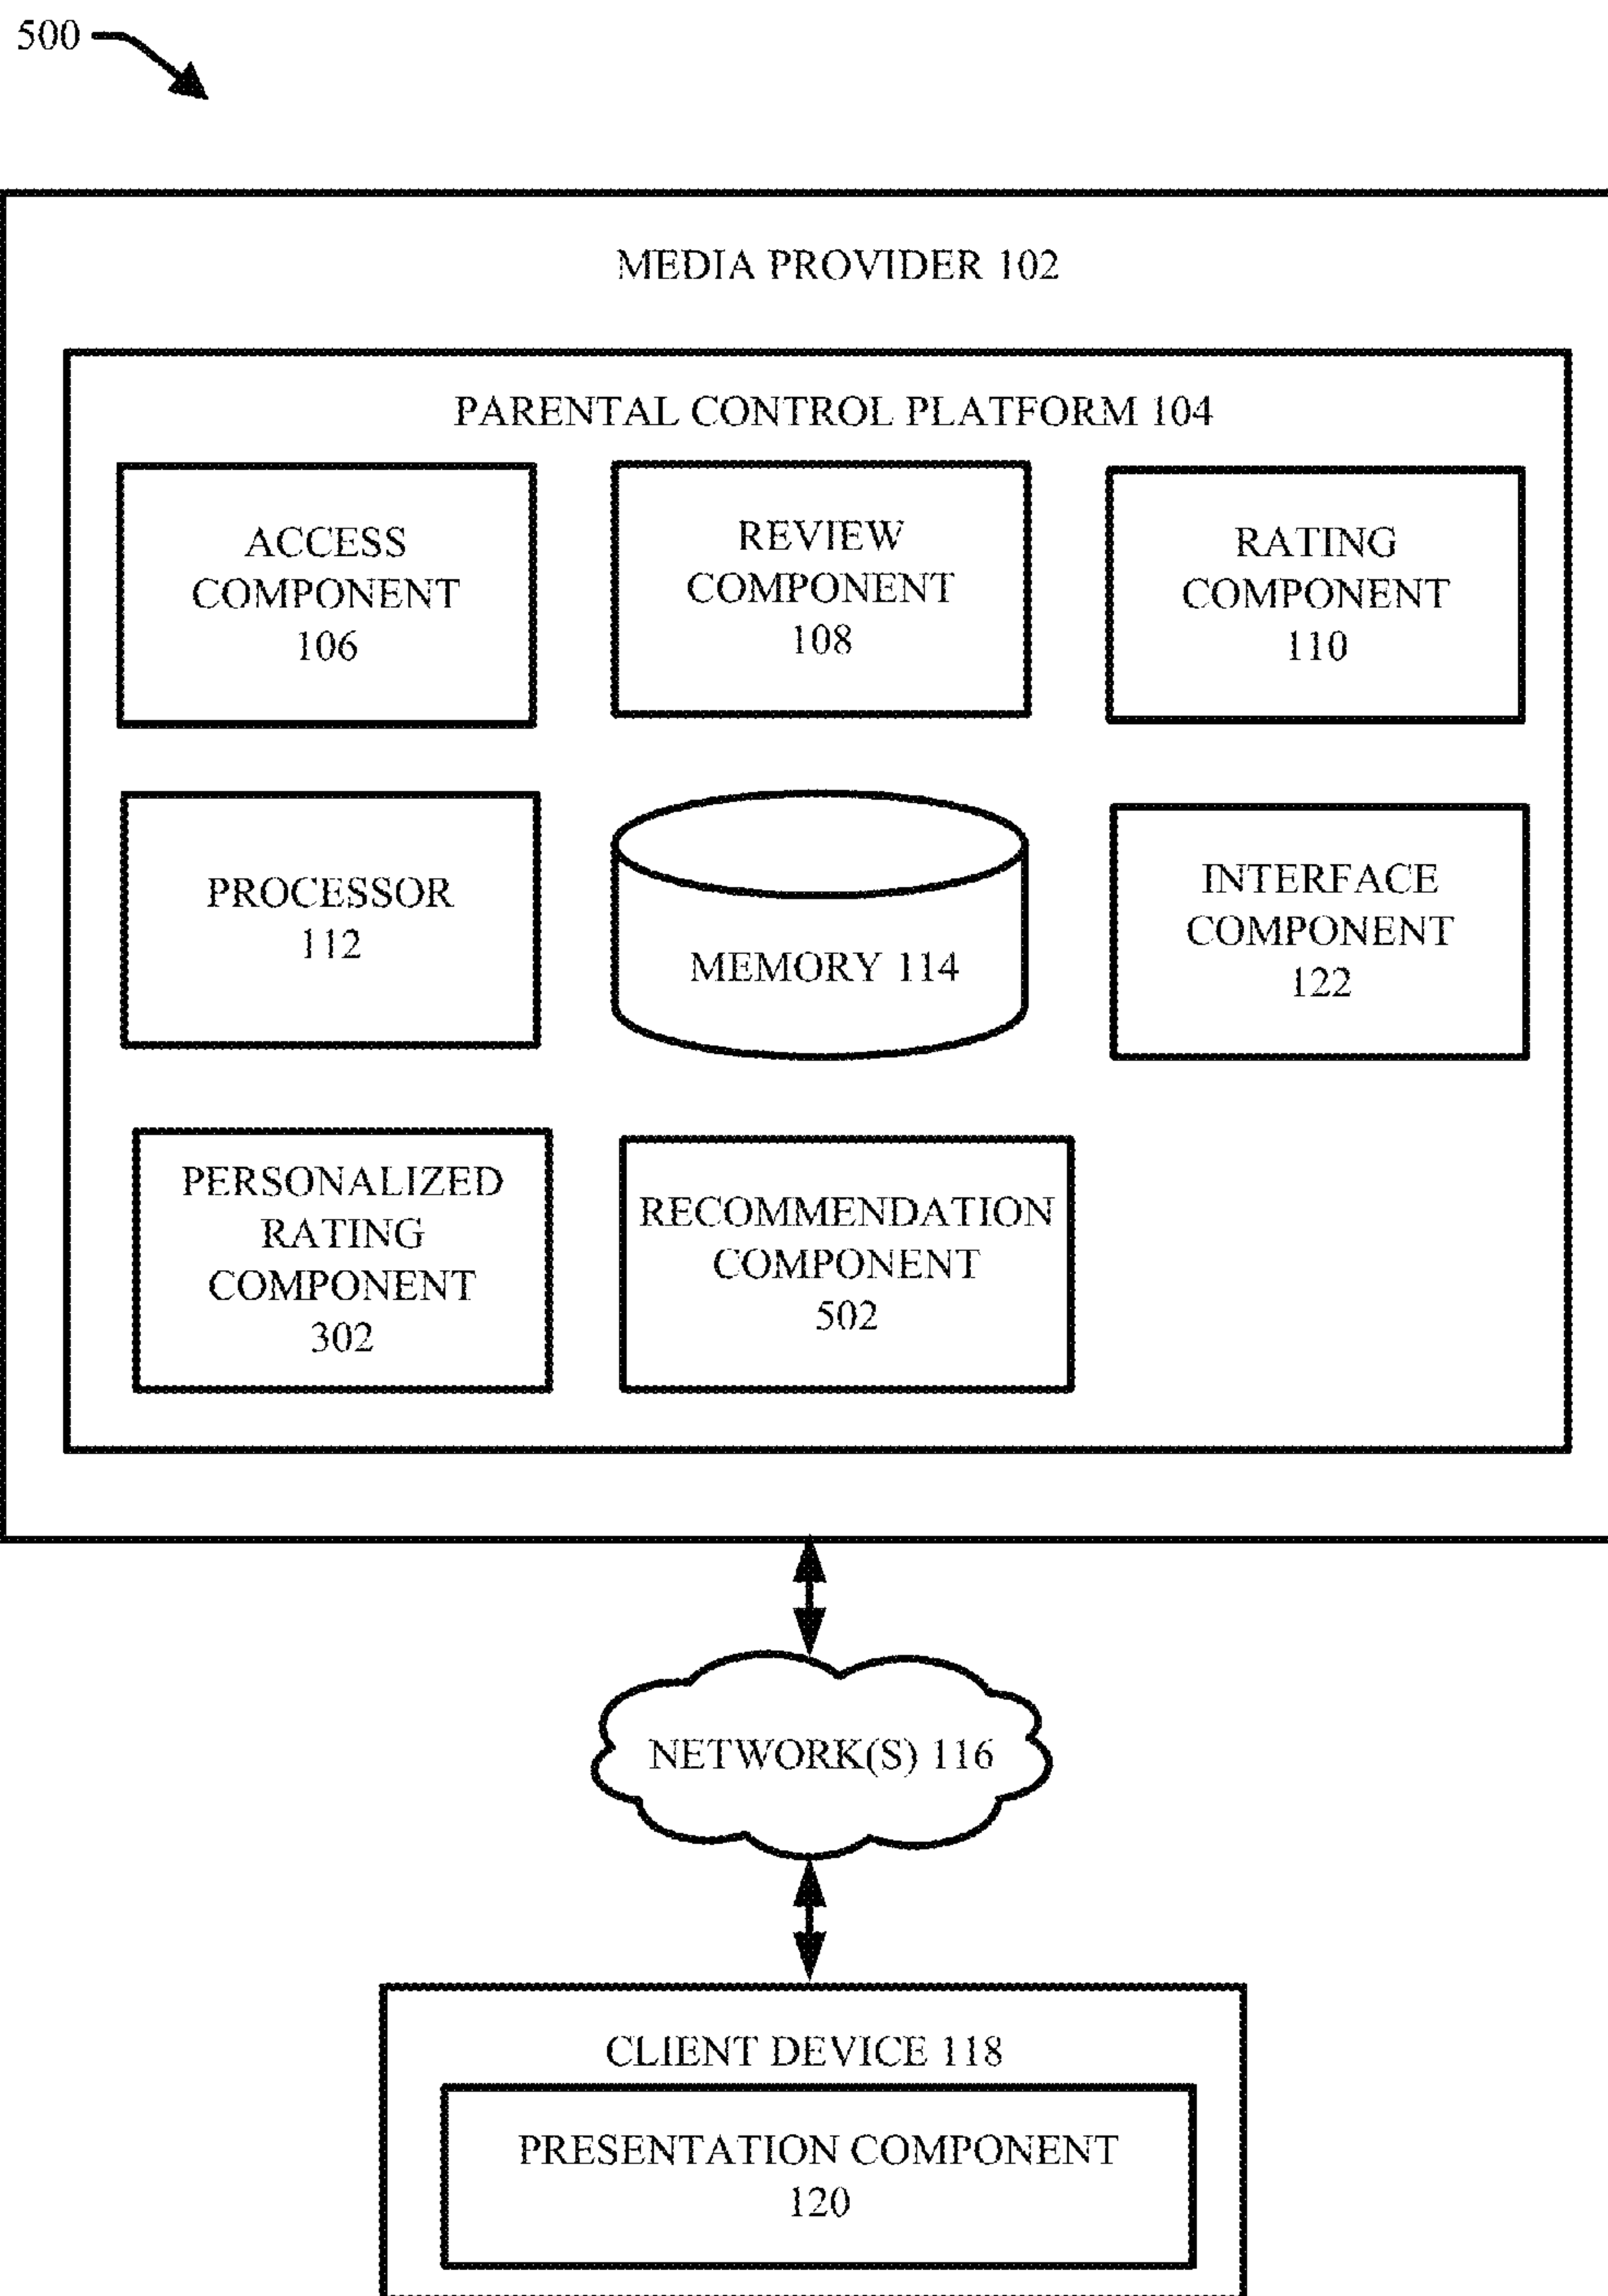 500
MEDIA PROVIDER 102
PARENTAL CONTROL PLATFORM 104
ACCESS
COMPONENT
106
REVIEW
COMPONENT
108
RATING
COMPONENT
110
PROCESSOR
112
MEMORY 114
INTERFACE
COMPONENT
122
PERSONALIZED
RATING
COMPONENT
302
RECOMMENDATION
COMPONENT
502
NETWORK(S) 116
CLIENT DEVICE 118
PRESENTATION COMPONENT
120